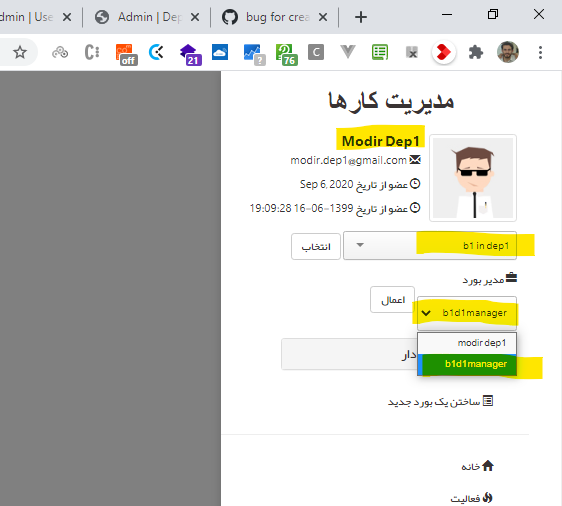 dmin | Use
Admin | Dep
bug for crea
off
21
?
76
C
مدیریت کارها
Modir Dep1
modir.dep1@gmail.com
عضو از تاریخ Sep 6, 2020
عضو از تاریخ 1399-06-16 19:09:28
b1 in dep1
انتخاب
مدیر بورد
b1d1manager
اعمال
modir dep1
b1d1manager
دار
ساختن یک بورد جدید
خانه
فعالیت